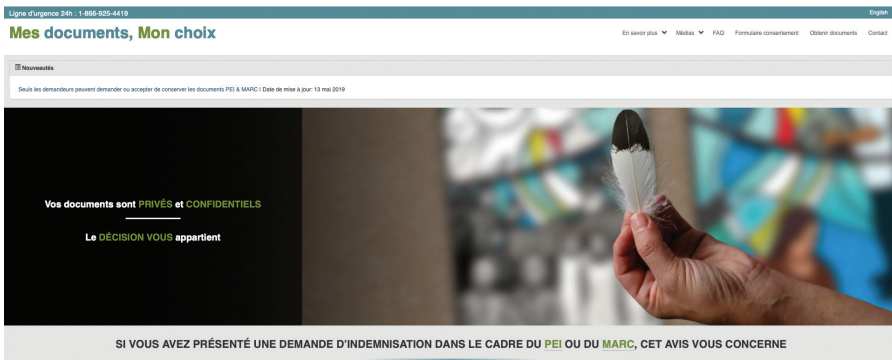 Ligne d'urgence 24h : 1-866-925-4419
English
Mes documents, Mon choix
En savoir plus
Médias
FAQ
Formulaire consentement
Obtenir documents
Contact
Nouveautés
Seuls les demandeurs peuvent demander ou accepter de conserver les documents PEI & MARC I Date de mise à jour: 13 mai 2019
Vos documents sont PRIVÉS et CONFIDENTIELS
Le DÉCISION VOUS appartient
SI VOUS AVEZ PRÉSENTÉ UNE DEMANDE D'INDEMNISATION DANS LE CADRE DU PEI OU DU MARC, CET AVIS VOUS CONCERNE